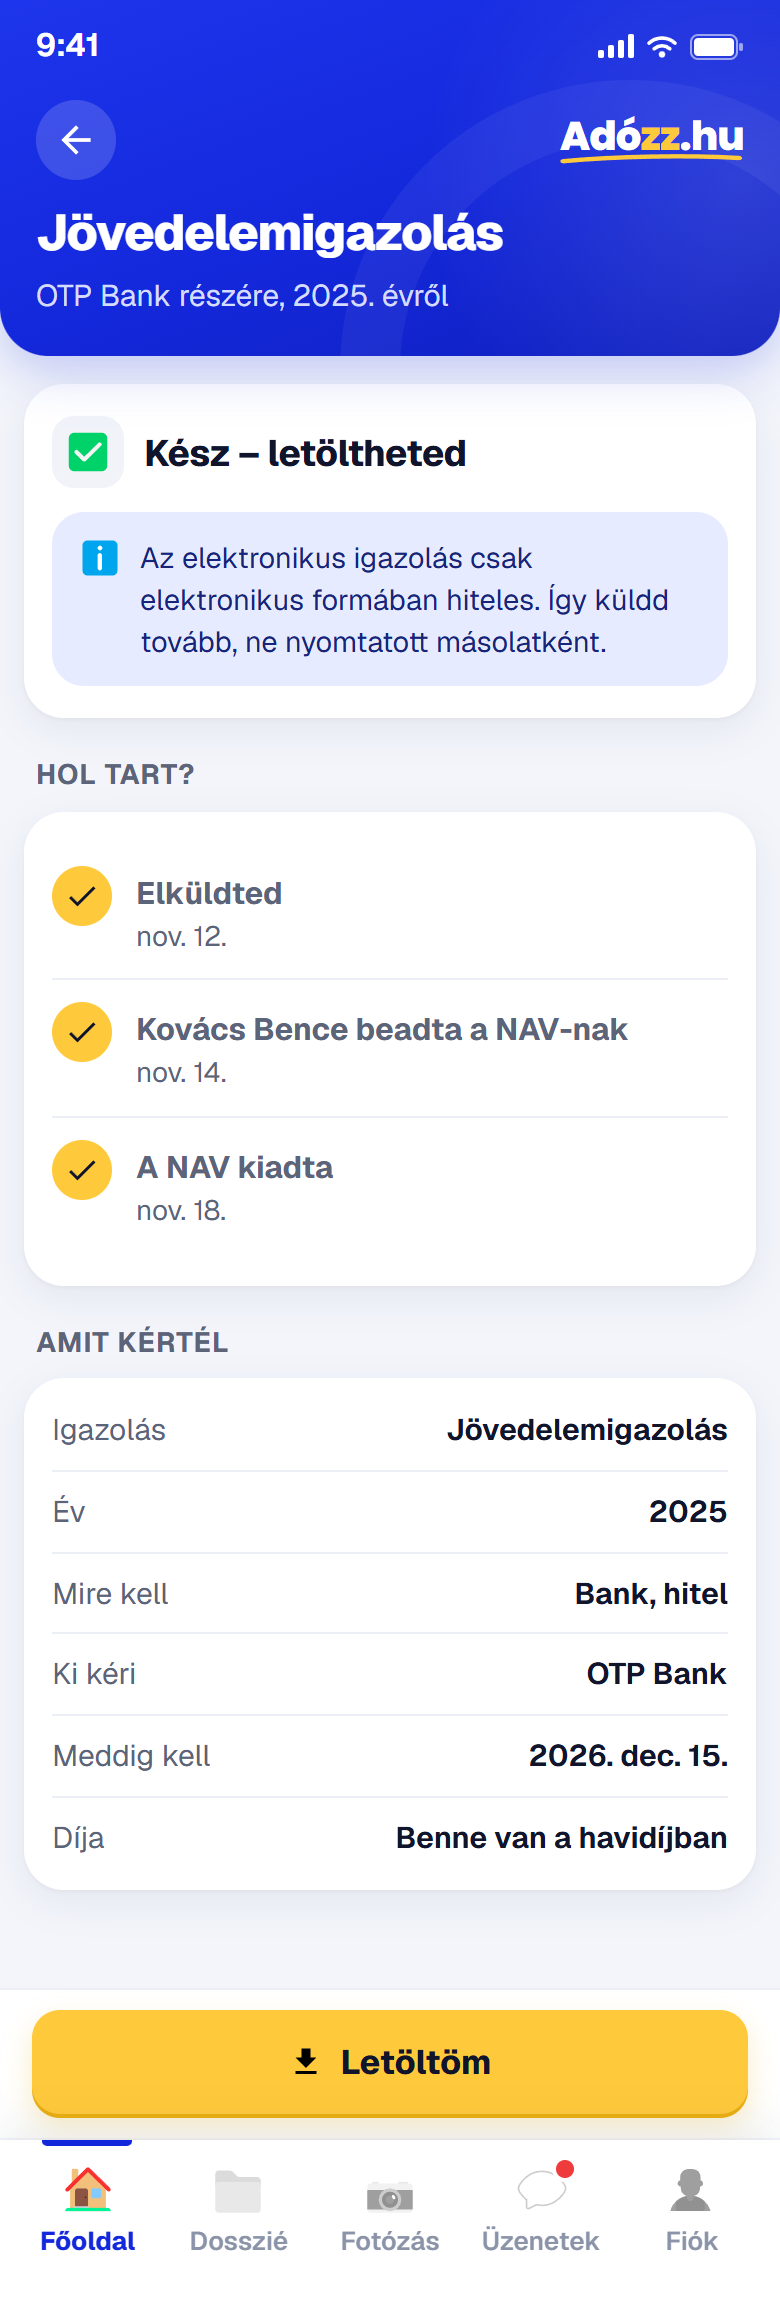 9:41
Adózz.hu
Jövedelemigazolás
OTP Bank részére, 2025. évről
Kész – letöltheted
Az elektronikus igazolás csak
elektronikus formában hiteles. Így küldd
tovább, ne nyomtatott másolatként.
HOL TART?
Elküldted
nov. 12.
Kovács Bence beadta a NAV-nak
nov. 14.
A NAV kiadta
nov. 18.
AMIT KÉRTÉL
Igazolás Jövedelemigazolás
Év 2025
Mire kell Bank, hitel
Ki kéri OTP Bank
Meddig kell 2026. dec. 15.
Díja Benne van a havidíjban
Letöltöm
Főoldal Dosszié Fotózás Üzenetek Fiók